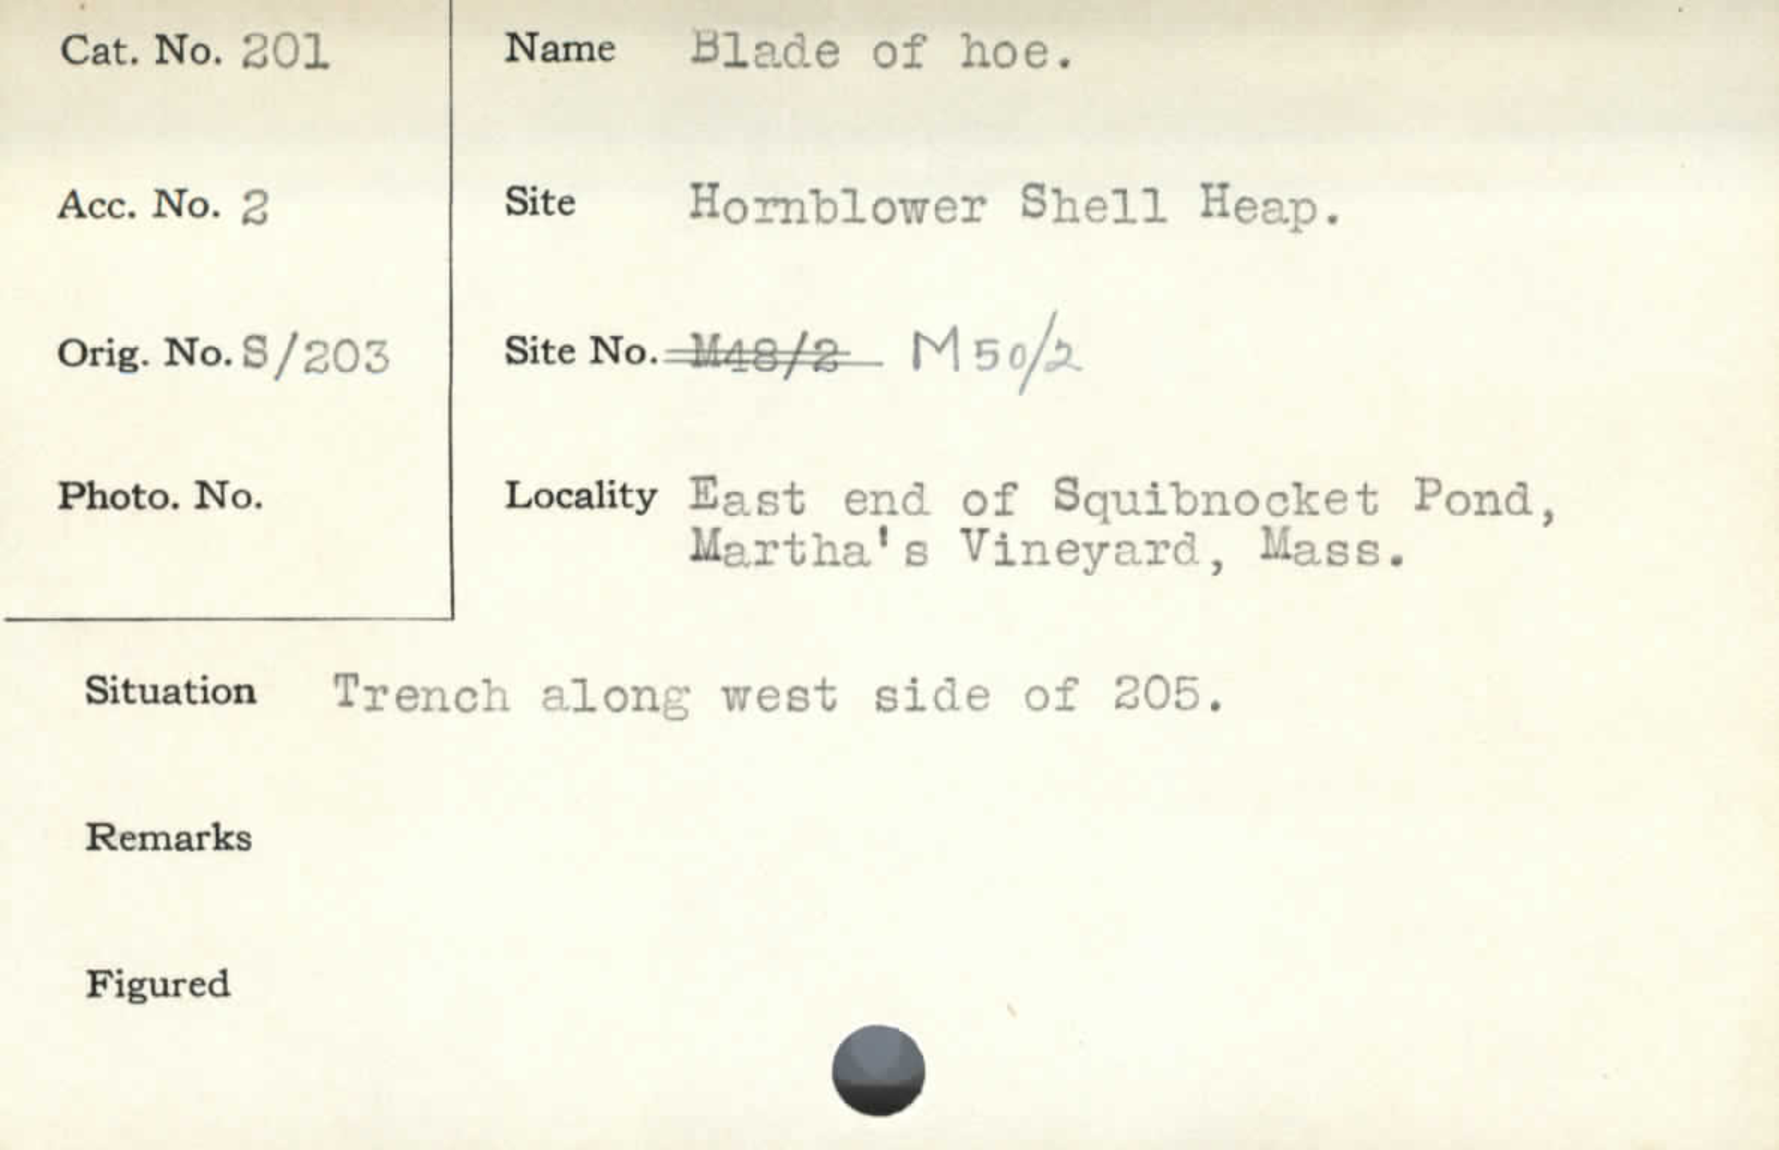 Cat. No. 201
Name Blade of hoe.
Acc. No. 2
Site Hornblower Shell Heap.
Orig. No. S/203
Site No. M48/2 M50/2
Photo. No.
Locality East end of Squibnocket Pond,
Martha's Vineyard, Mass.
Situation Trench along west side of 205.
Remarks
Figured